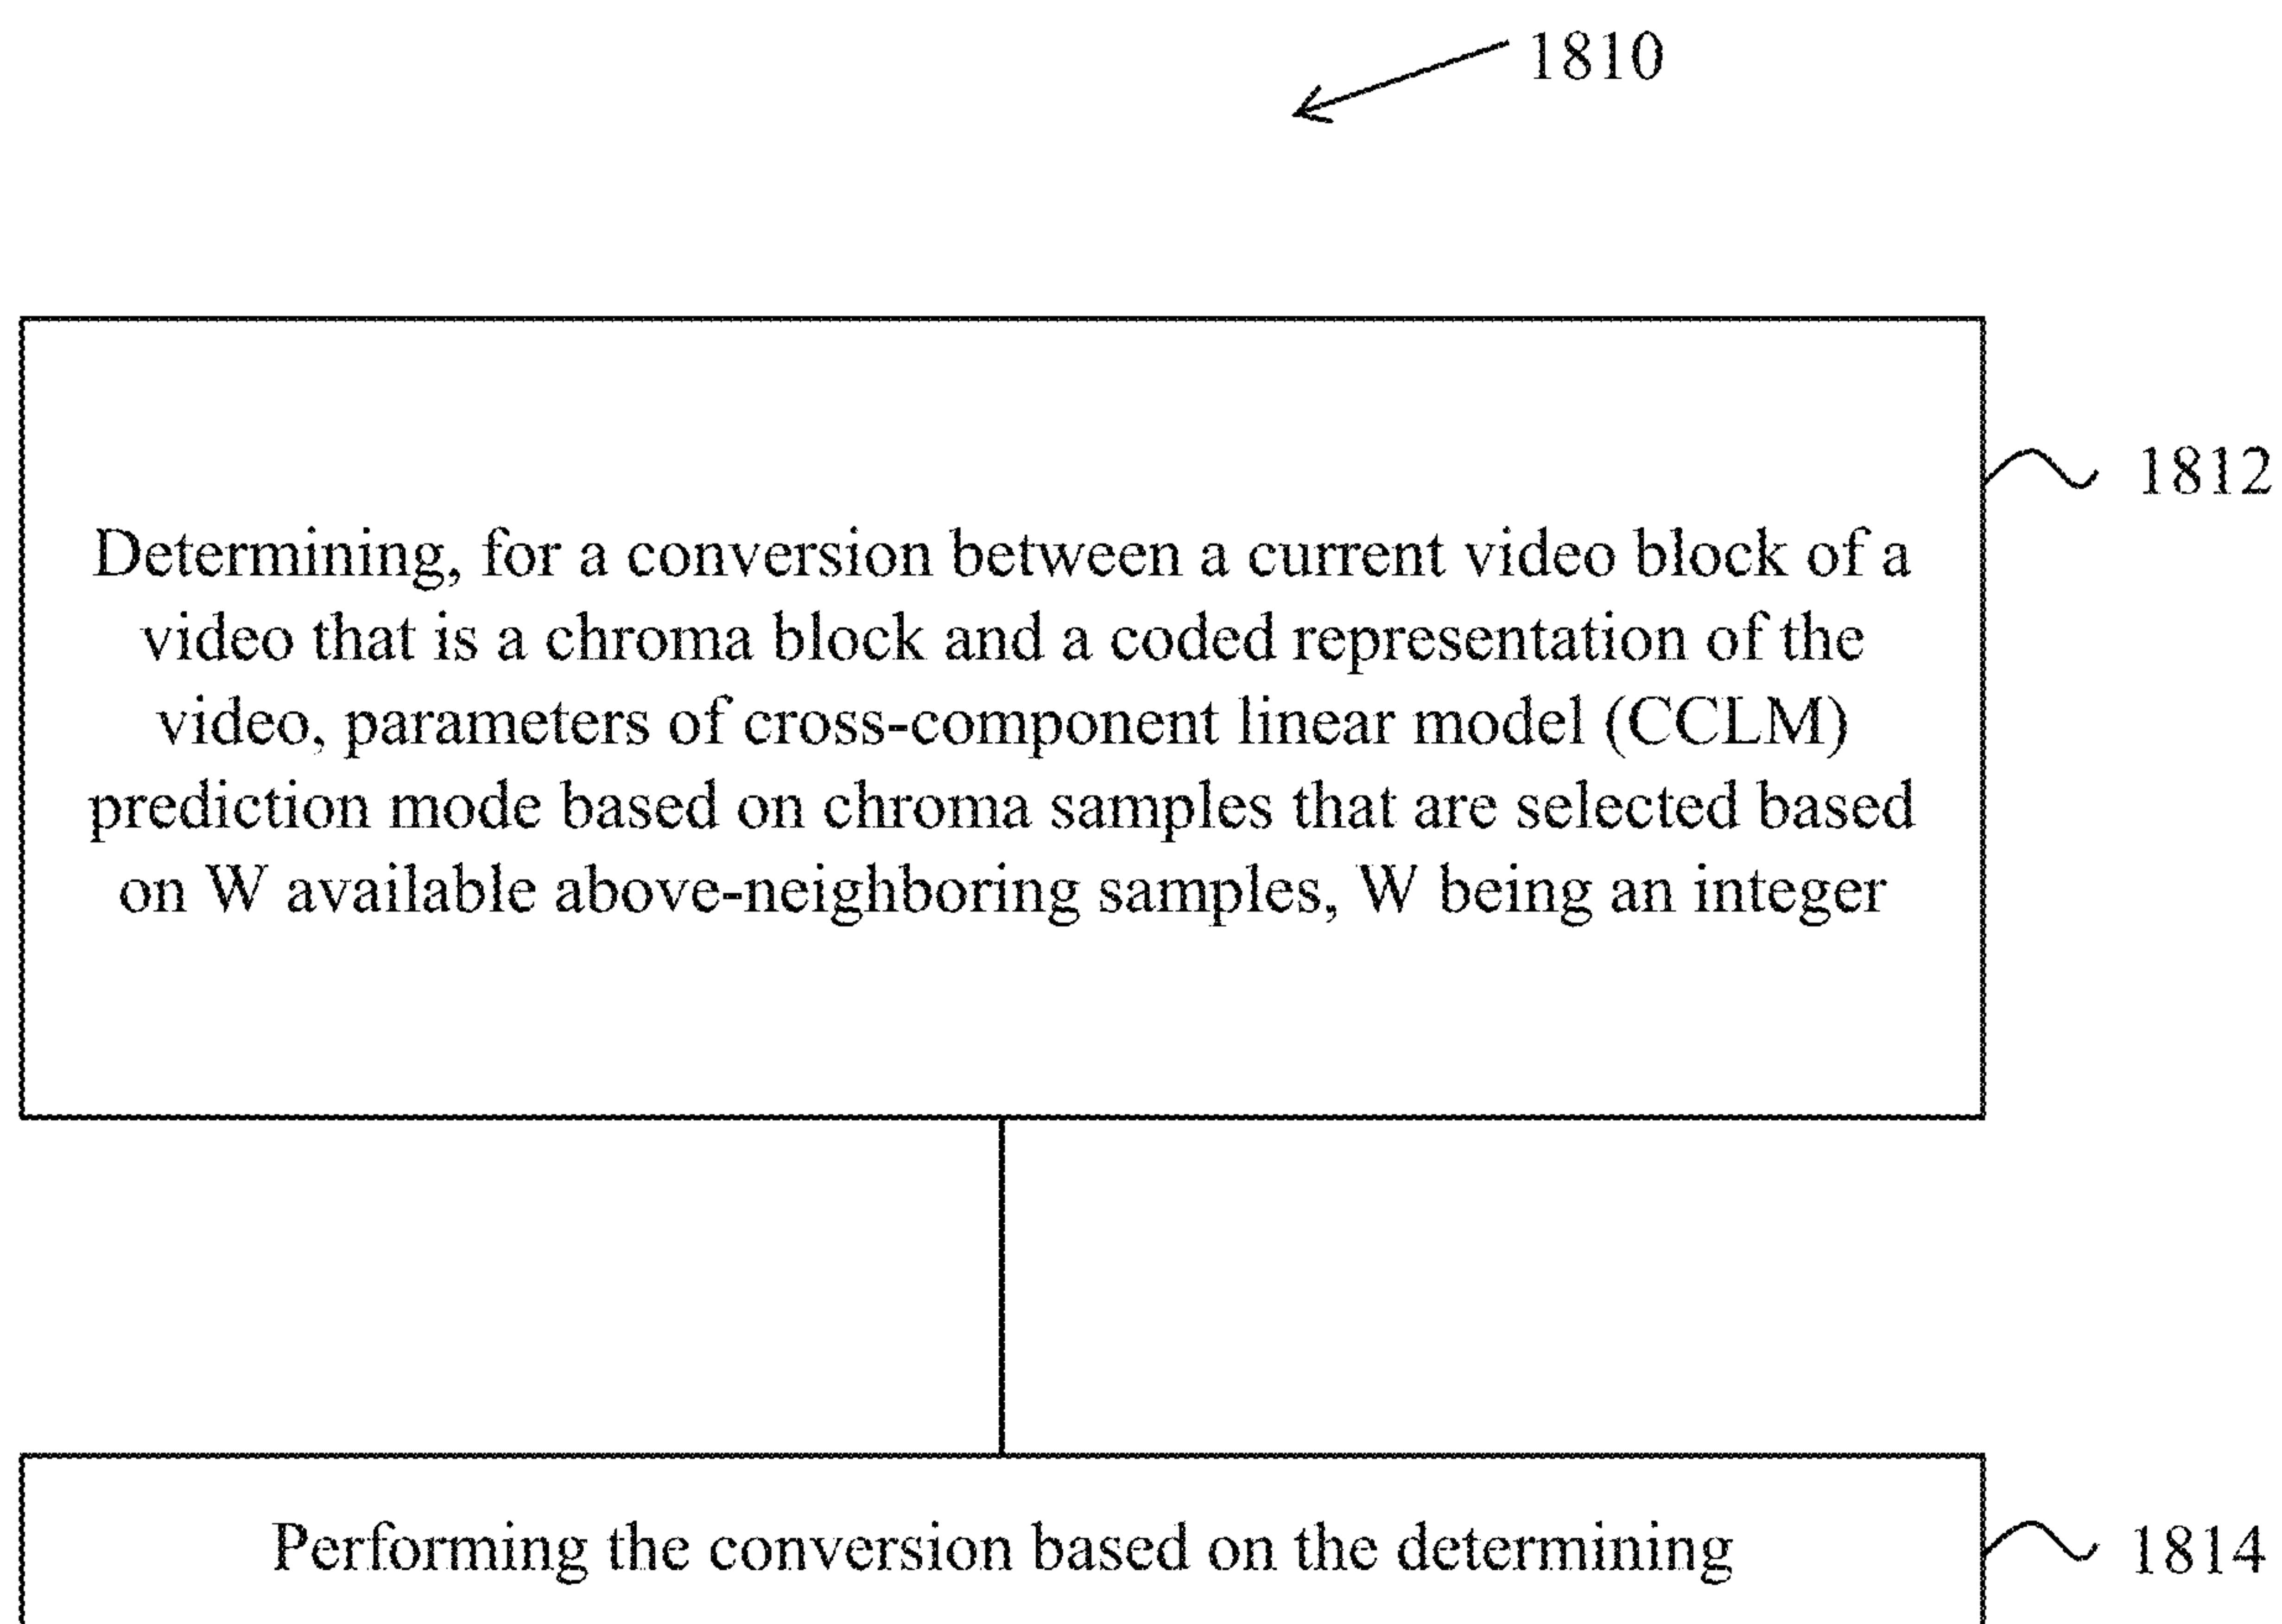 1810
1812
Determining, for a conversion between a current video block of a
video that is a chroma block and a coded representation of the
video, parameters of cross-component linear model (CCLM)
prediction mode based on chroma samples that are selected based
on W available above-neighboring samples, W being an integer
Performing the conversion based on the determining
1814